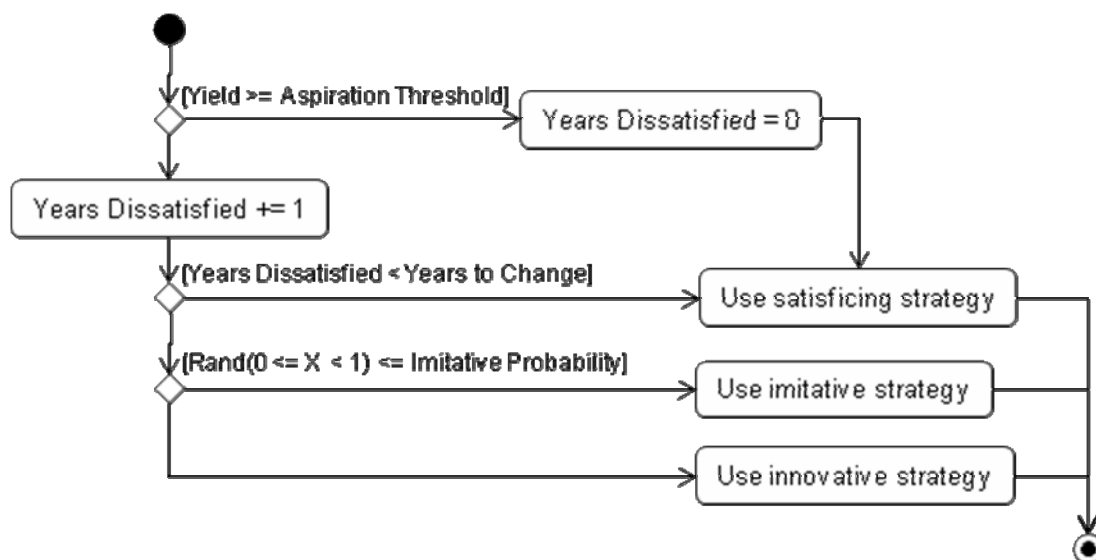 [Yield >= Aspiration Threshold]
Years Dissatisfied = 0
Years Dissatisfied += 1
[Years Dissatisfied < Years to Change]
Use satisficing strategy
[Rand(0 <= X < 1) <= Imitative Probability]
Use imitative strategy
Use innovative strategy